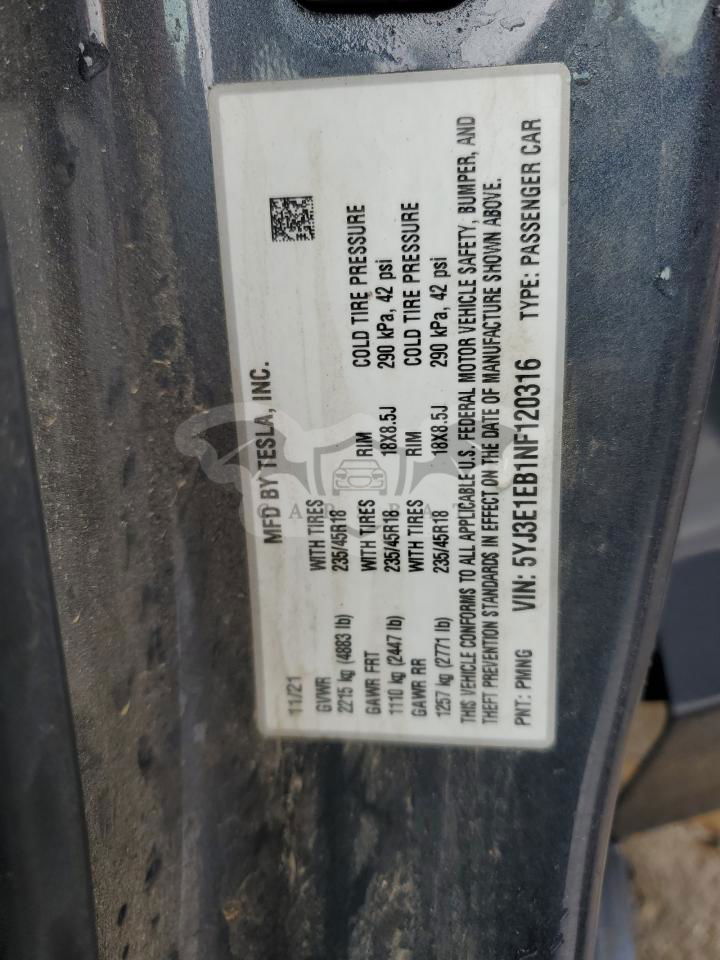 11/21 MFD BY TESLA, INC.
GVWR WITH TIRES
2215 kg (4883 lb) 235/45R18
GAWR FRT WITH TIRES RIM COLD TIRE PRESSURE
1110 kg (2447 lb) 235/45R18 18X8.5J 290 kPa, 42 psi
GAWR RR WITH TIRES RIM COLD TIRE PRESSURE
1257 kg (2771 lb) 235/45R18 18X8.5J 290 kPa, 42 psi
THIS VEHICLE CONFORMS TO ALL APPLICABLE U.S. FEDERAL MOTOR VEHICLE SAFETY, BUMPER, AND
THEFT PREVENTION STANDARDS IN EFFECT ON THE DATE OF MANUFACTURE SHOWN ABOVE.
PNT: PMNG VIN: 5YJ3E1EB1NF120316 TYPE: PASSENGER CAR